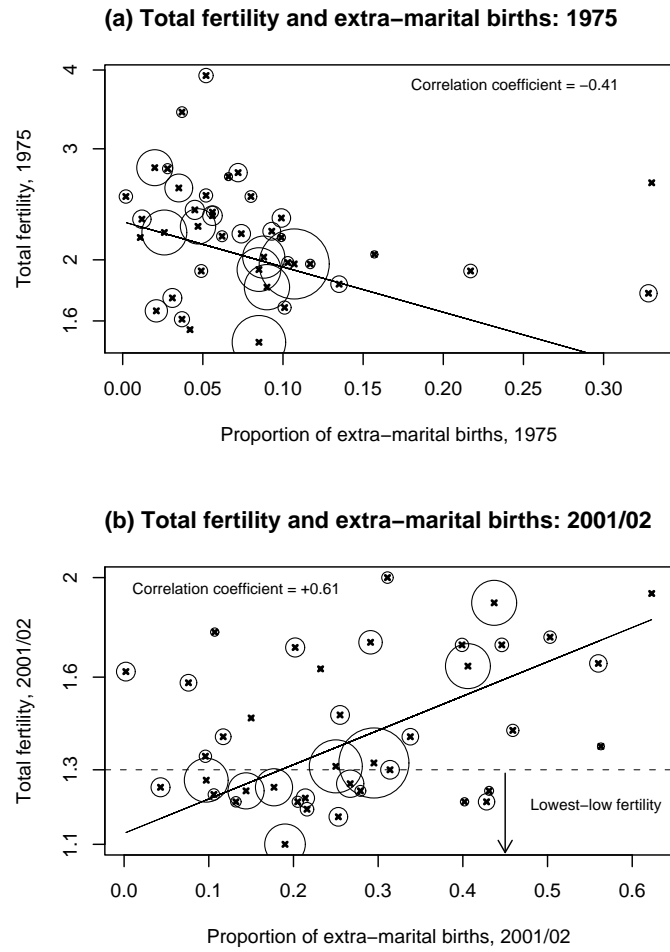 (a) Total fertility and extra−marital births: 1975
Correlation coefficient = −0.41
Total fertility, 1975
4
3
2
1.6
0.00 0.05 0.10 0.15 0.20 0.25 0.30
Proportion of extra−marital births, 1975
(b) Total fertility and extra−marital births: 2001/02
Correlation coefficient = +0.61
Total fertility, 2001/02
2
1.6
1.3
1.1
Lowest−low fertility
0.0 0.1 0.2 0.3 0.4 0.5 0.6
Proportion of extra−marital births, 2001/02